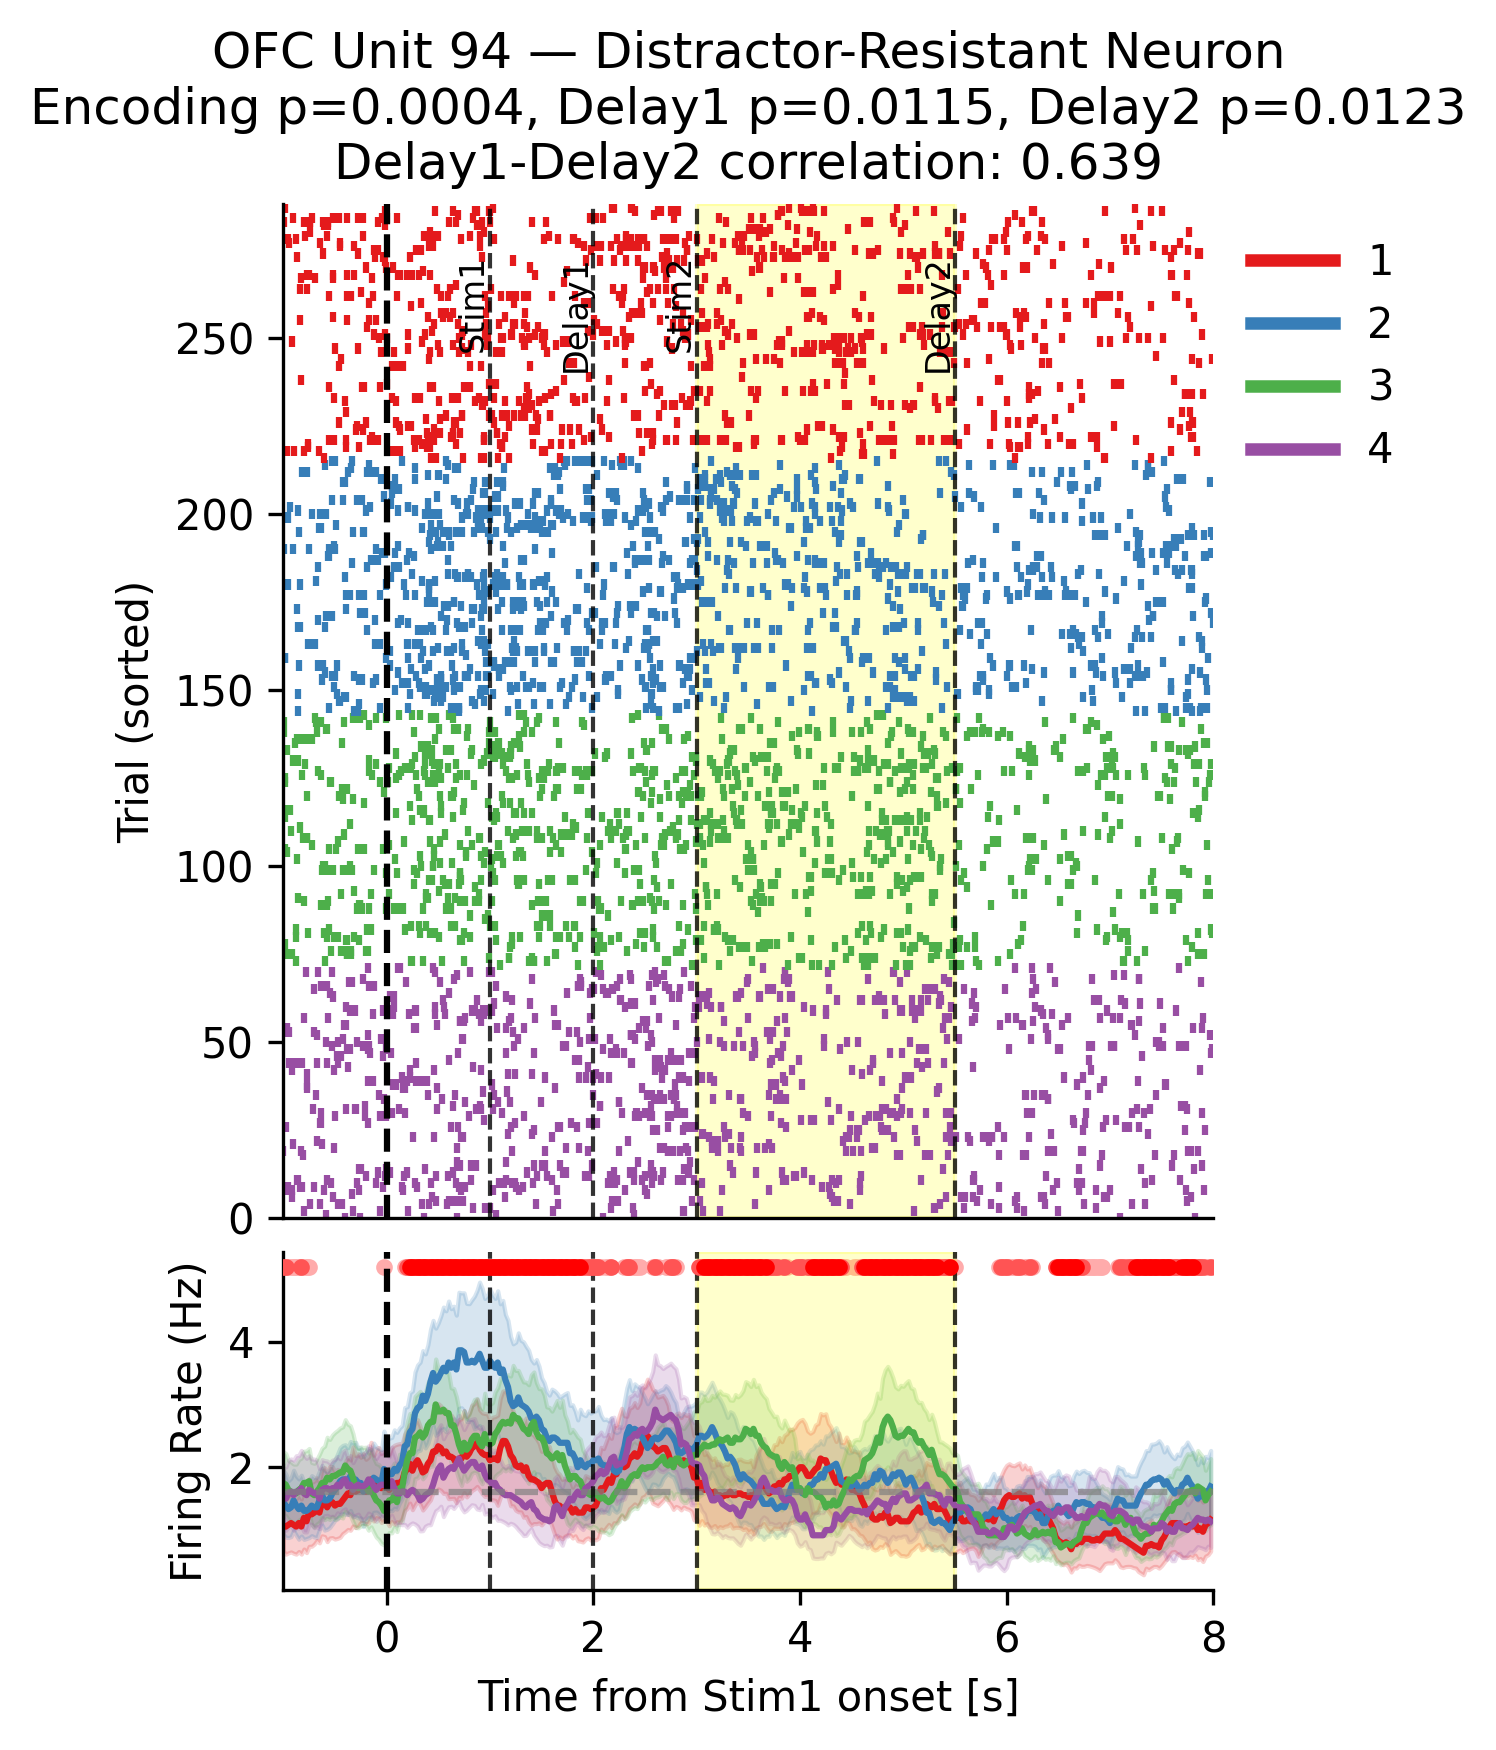 OFC Unit 94 — Distractor-Resistant Neuron
Encoding p=0.0004, Delay1 p=0.0115, Delay2 p=0.0123
Delay1-Delay2 correlation: 0.639
Stim1
Delay1
Stim2
Delay2
1
2
3
4
250
200
150
100
50
0
Trial (sorted)
4
2
Firing Rate (Hz)
0
2
4
6
8
Time from Stim1 onset [s]